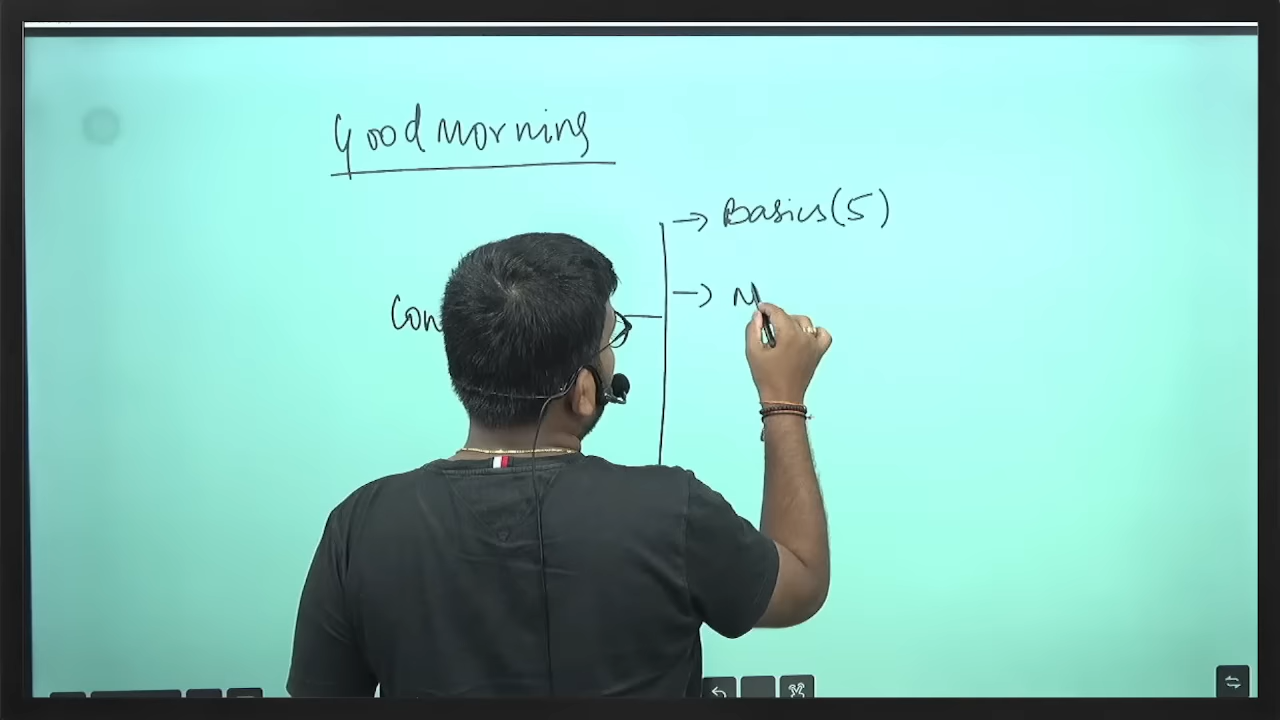 Good Morning
→ Basics (5)